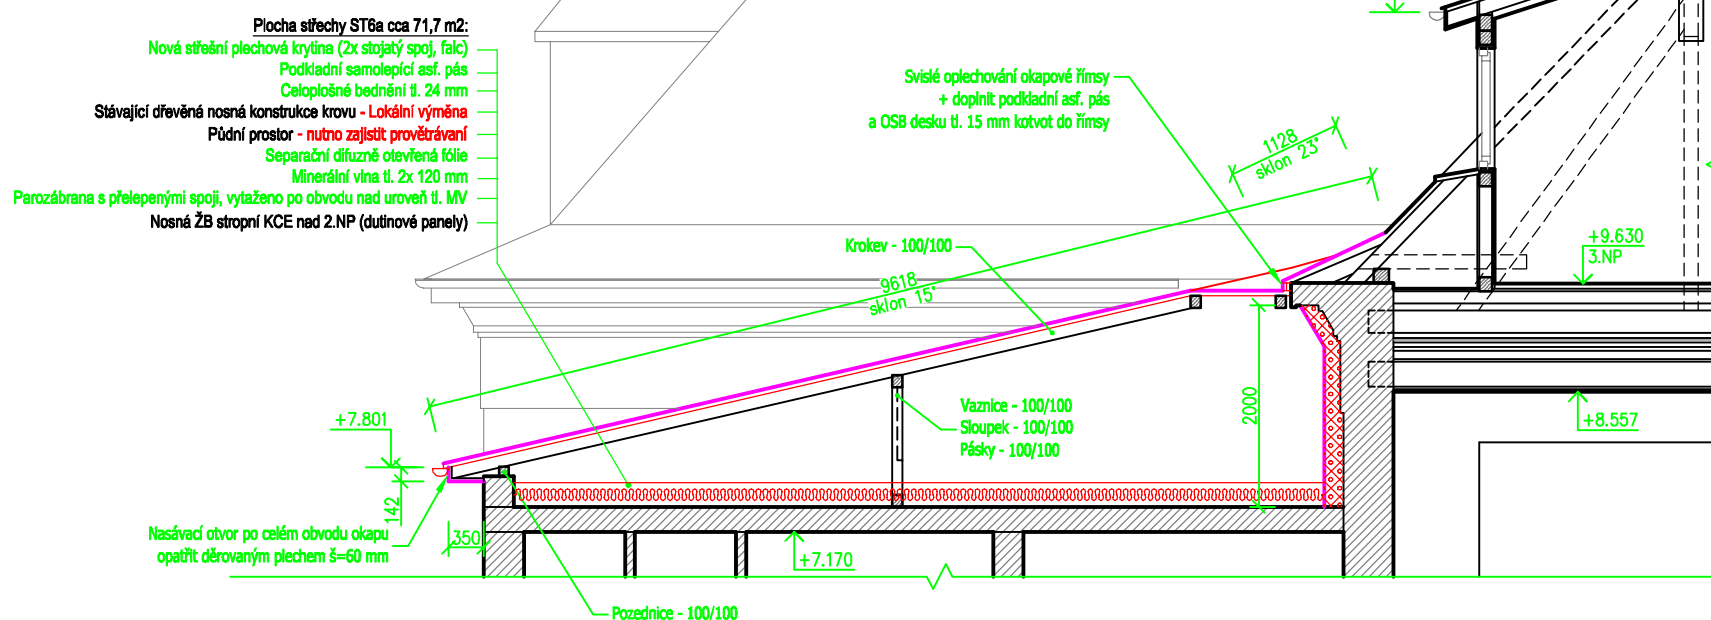 Plocha střechy ST6a cca 71,7 m2:
Nová střešní plechová krytina (2x stojatý spoj, falc)
Podkladní samolepící asf. pás
Celoplošné bednění tl. 24 mm
Stávající dřevěná nosná konstrukce krovu - Lokální výměna
Půdní prostor - nutno zajistit provětrávaní
Separační difuzně otevřená fólie
Minerální vlna tl. 2x 120 mm
Parozábrana s přelepenými spoji, vytaženo po obvodu nad uroveň tl. MV
Nosná ŽB stropní KCE nad 2.NP (dutinové panely)
Svislé oplechování okapové římsy
+ doplnit podkladní asf. pás
a OSB desku tl. 15 mm kotvot do římsy
1128
sklon 23°
Krokev - 100/100
9618
sklon 15°
+9.630
3.NP
2000
Vaznice - 100/100
Sloupek - 100/100
Pásky - 100/100
+7.801
+8.557
142
350
Nasávací otvor po celém obvodu okapu
opatřit děrovaným plechem š=60 mm
+7.170
Pozednice - 100/100